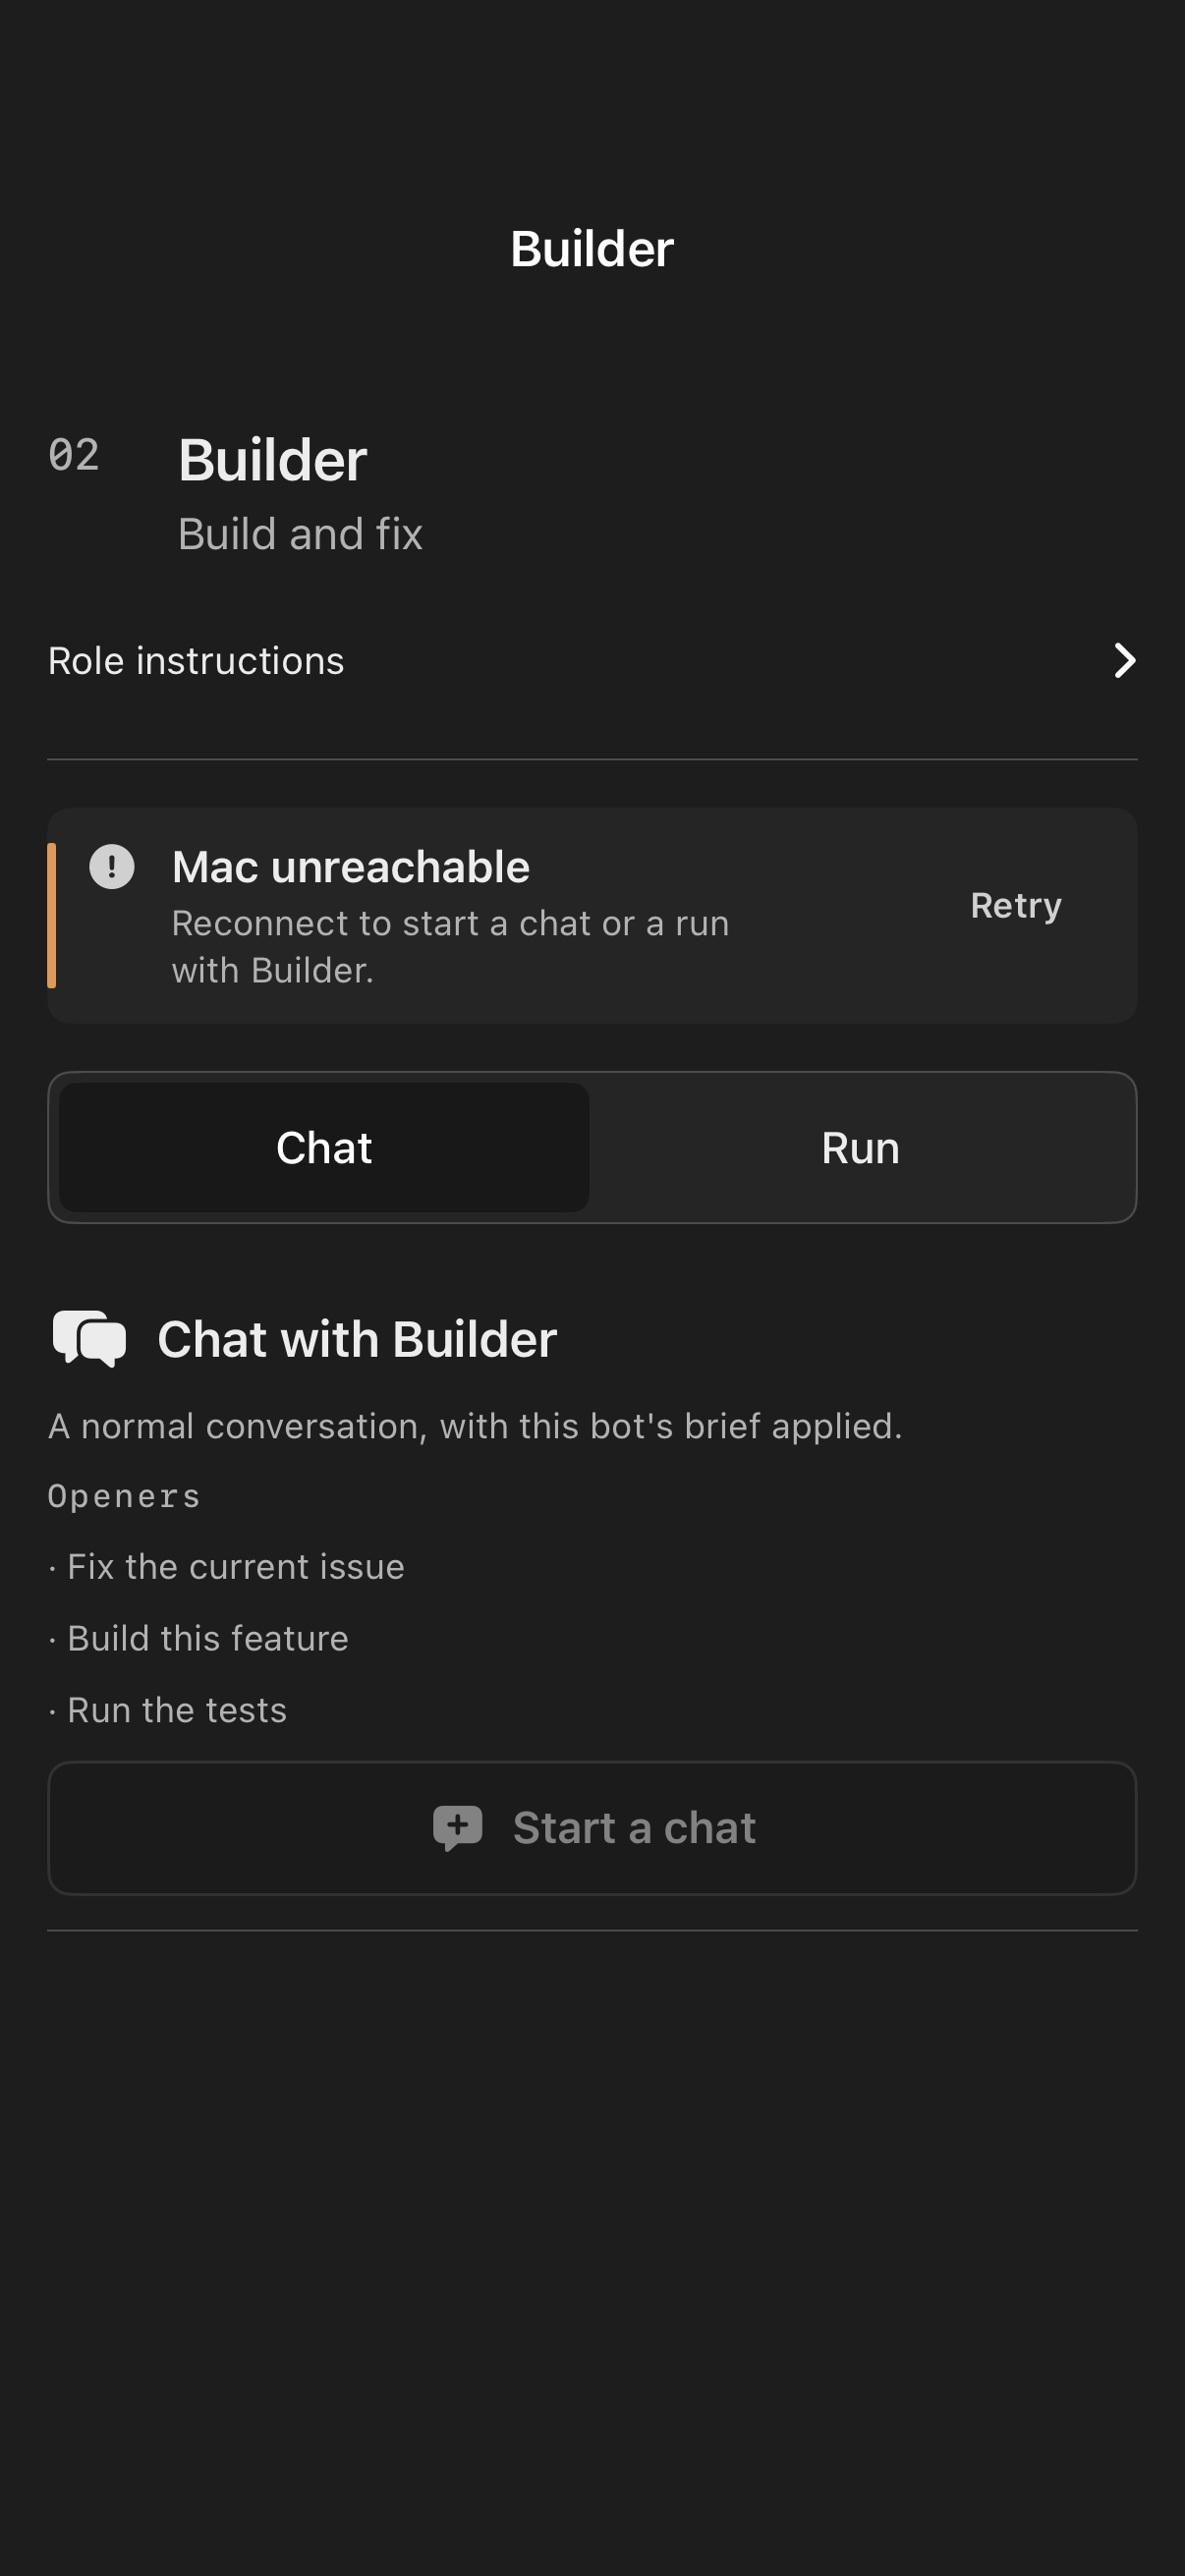 Builder
02
Builder
Build and fix
Role instructions
Mac unreachable
Reconnect to start a chat or a run
with Builder.
Retry
Chat
Run
Chat with Builder
A normal conversation, with this bot's brief applied.
Openers
· Fix the current issue
· Build this feature
· Run the tests
Start a chat